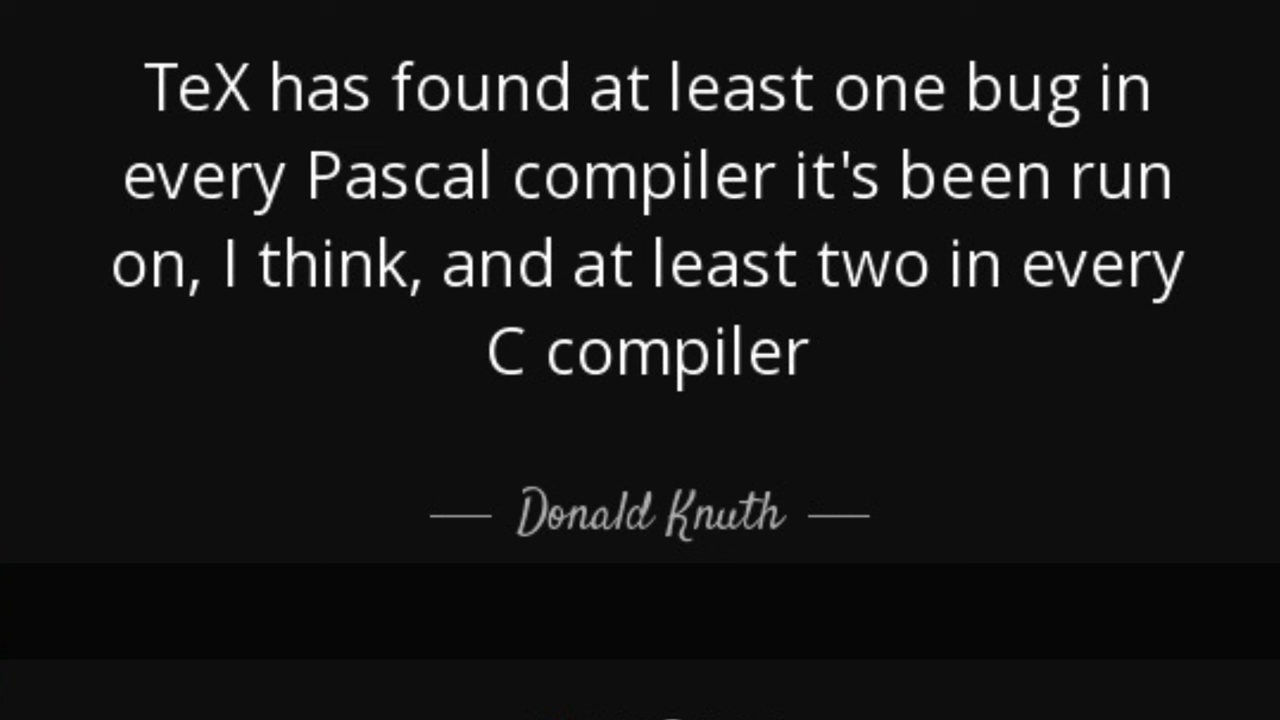 TeX has found at least one bug in
every Pascal compiler it's been run
on, I think, and at least two in every
C compiler
Donald Knuth